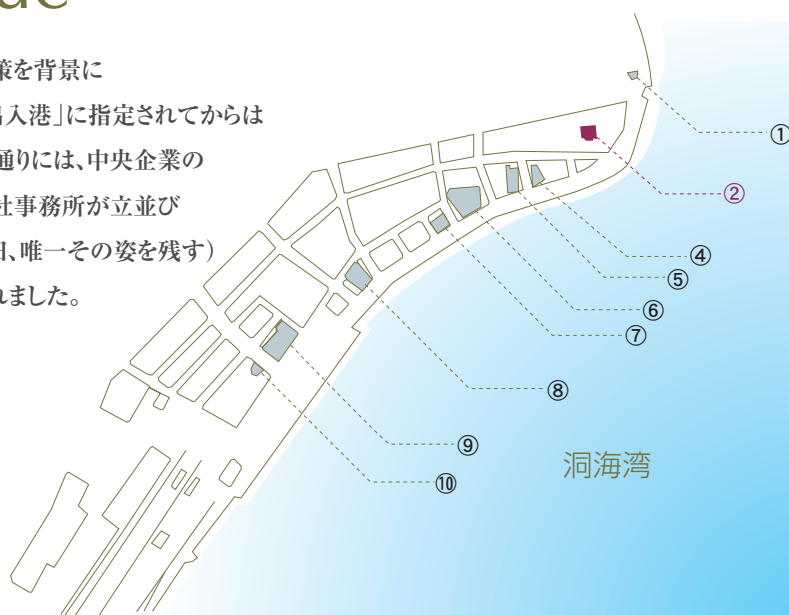 策を背景に
入港」に指定されてからは
通りには、中央企業の
社事務所が立並び
、唯一その姿を残す）
れました。
①
②
④
⑤
⑥
⑦
⑧
⑨
⑩
洞海湾